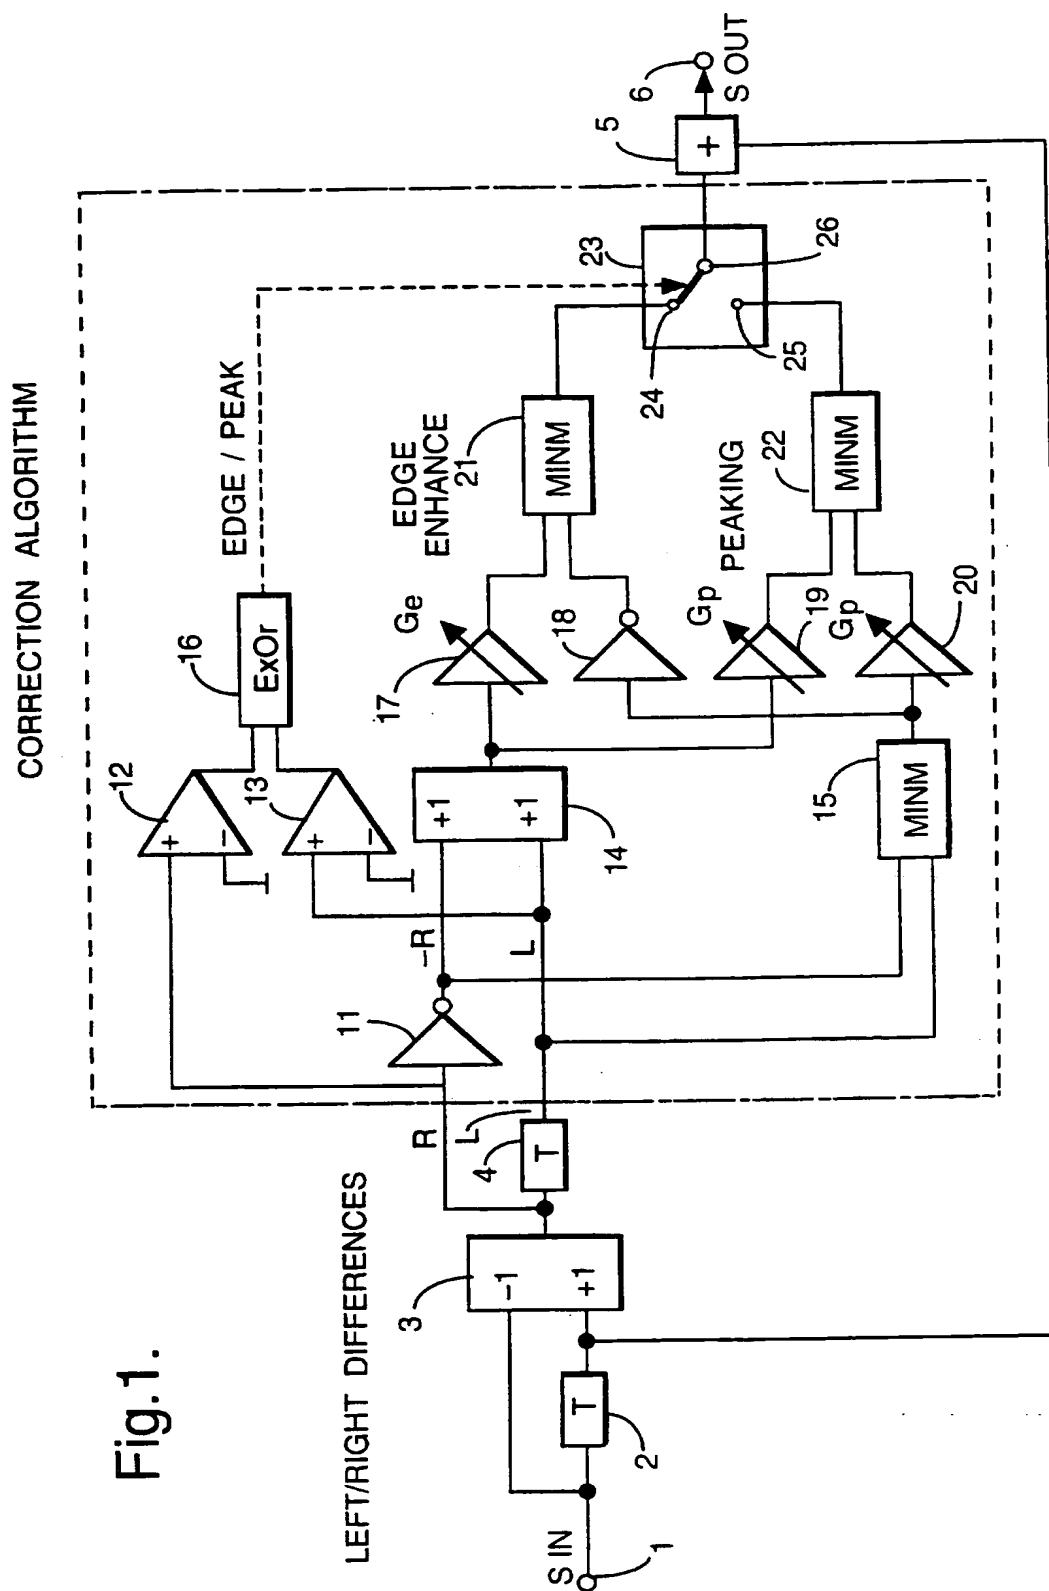 Fig.1.
CORRECTION ALGORITHM
LEFT/RIGHT DIFFERENCES
S IN
1
2
T
3
-1
+1
4
T
R
L
11
-R
L
12
+
-
13
+
-
16
ExOr
EDGE / PEAK
14
+1
+1
15
MINM
17
Ge
18
Gp
19
Gp
20
EDGE
ENHANCE
21
MINM
PEAKING
22
MINM
23
24
25
26
5
+
6
S OUT